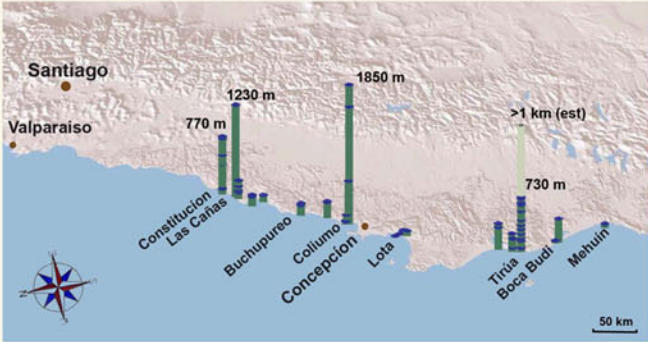 Santiago
Valparaiso
770 m
1230 m
1850 m
>1 km (est)
730 m
Constitucion
Las Cañas
Buchupureo
Coliumo
Concepcion
Lota
Tirúa
Boca Budi
Mehuin
50 km